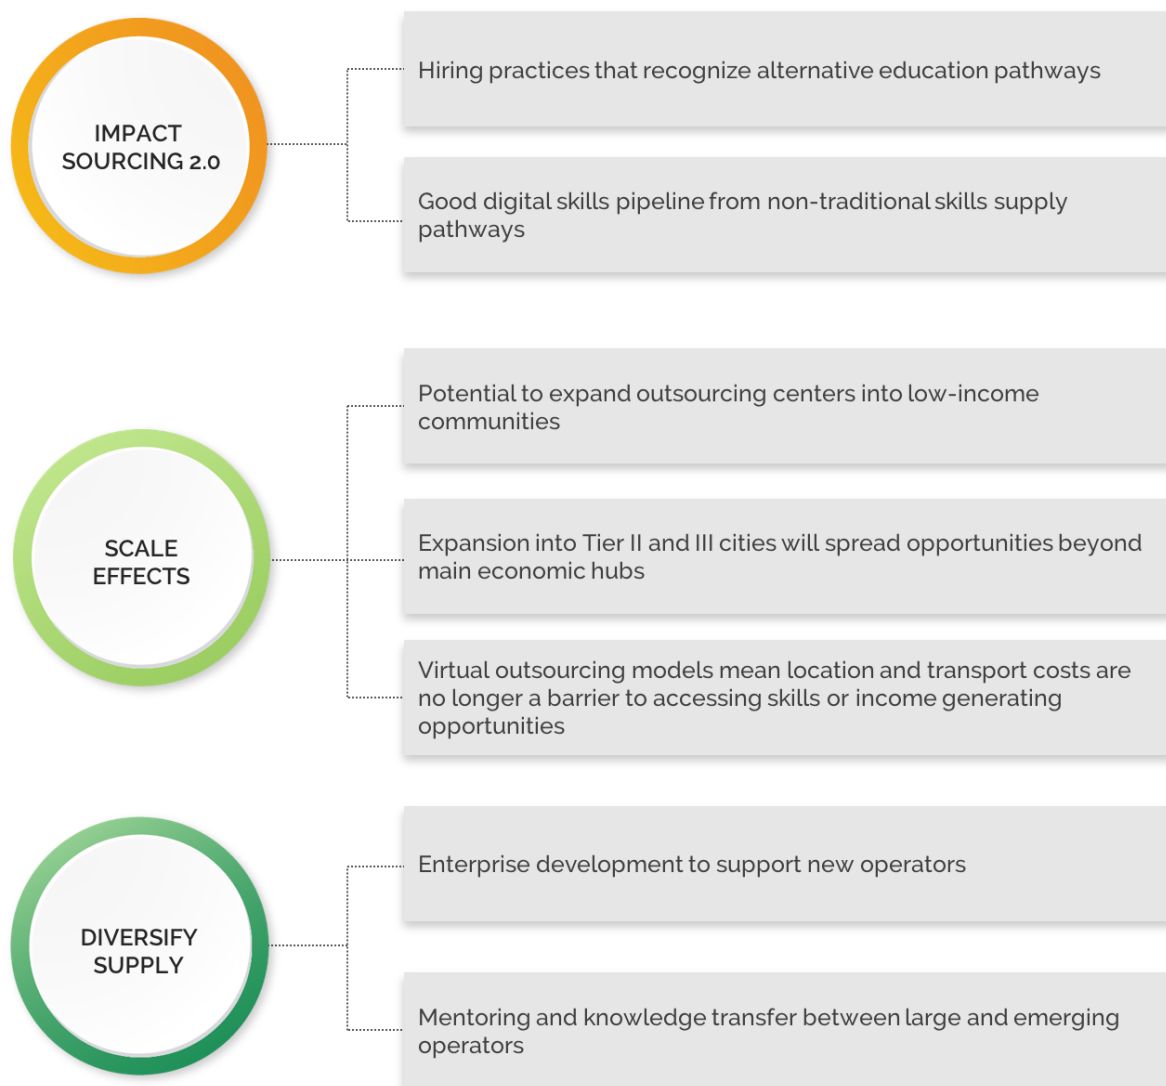 IMPACT
SOURCING 2.0
Hiring practices that recognize alternative education pathways
Good digital skills pipeline from non-traditional skills supply
pathways
SCALE
EFFECTS
Potential to expand outsourcing centers into low-income
communities
Expansion into Tier II and III cities will spread opportunities beyond
main economic hubs
Virtual outsourcing models mean location and transport costs are
no longer a barrier to accessing skills or income generating
opportunities
DIVERSIFY
SUPPLY
Enterprise development to support new operators
Mentoring and knowledge transfer between large and emerging
operators